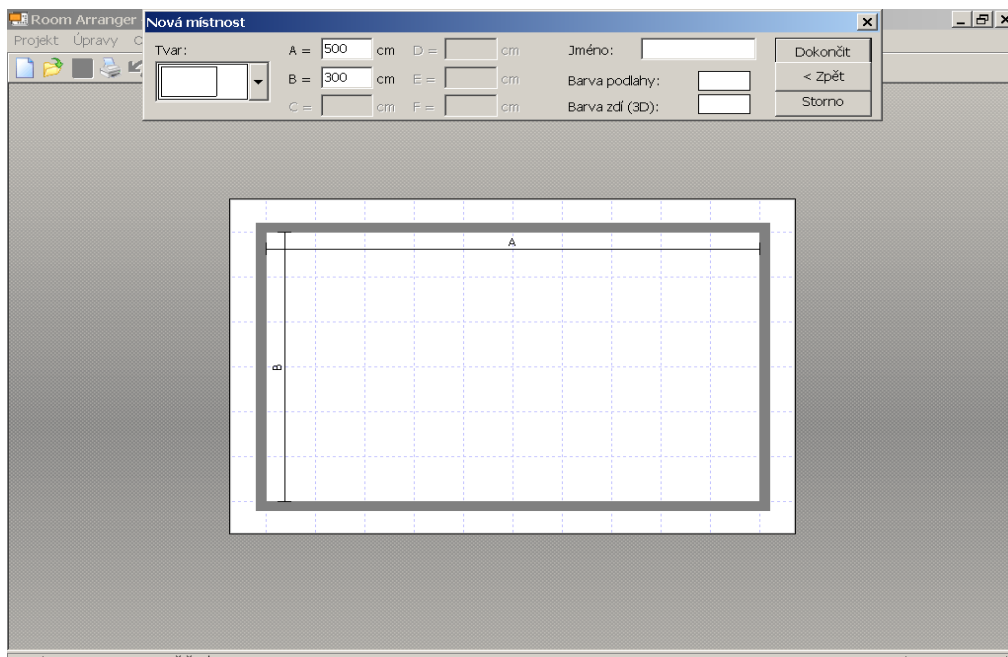 Room Arranger
Nová místnost
Projekt Úpravy
Tvar:
A = 500 cm D = cm
B = 300 cm E = cm
C = cm F = cm
Jméno:
Barva podlahy:
Barva zdí (3D):
Dokončit
< Zpět
Storno
A
B